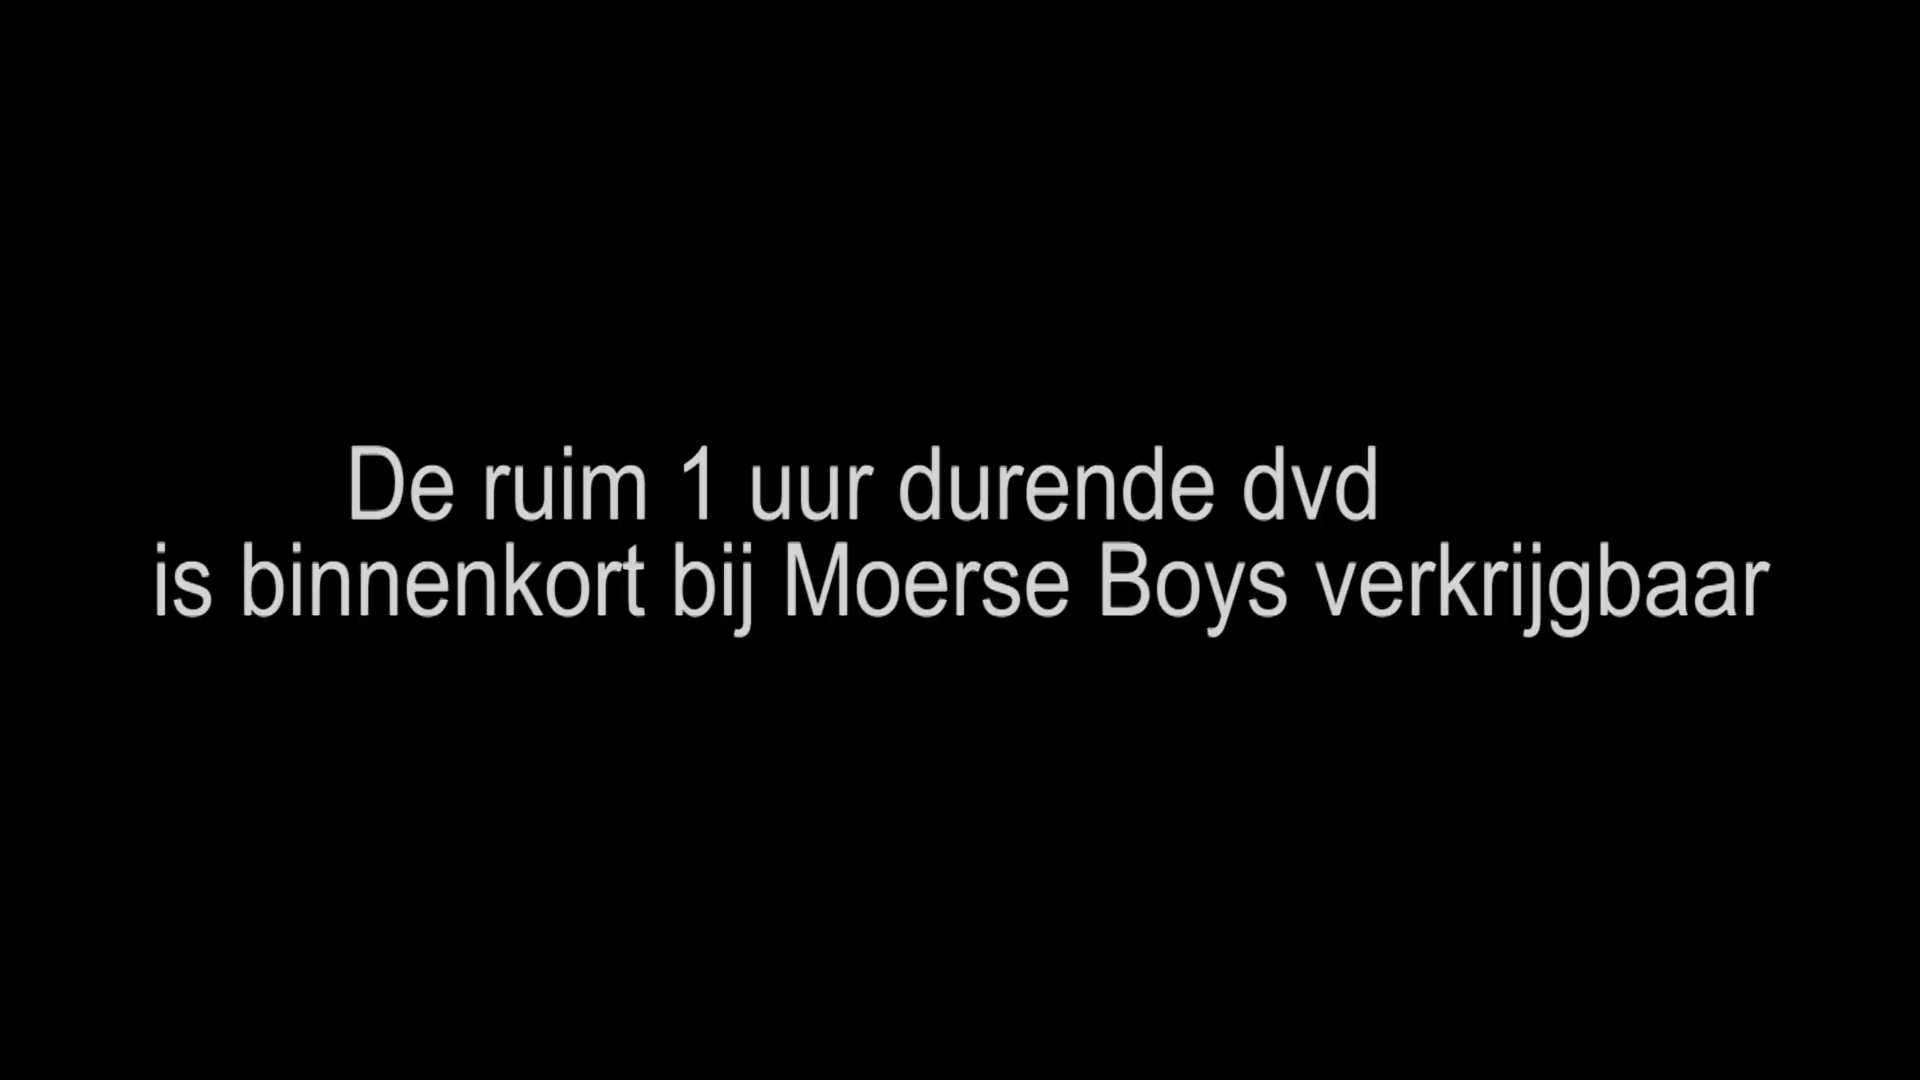 De ruim 1 uur durende dvd
is binnenkort bij Moerse Boys verkrijgbaar